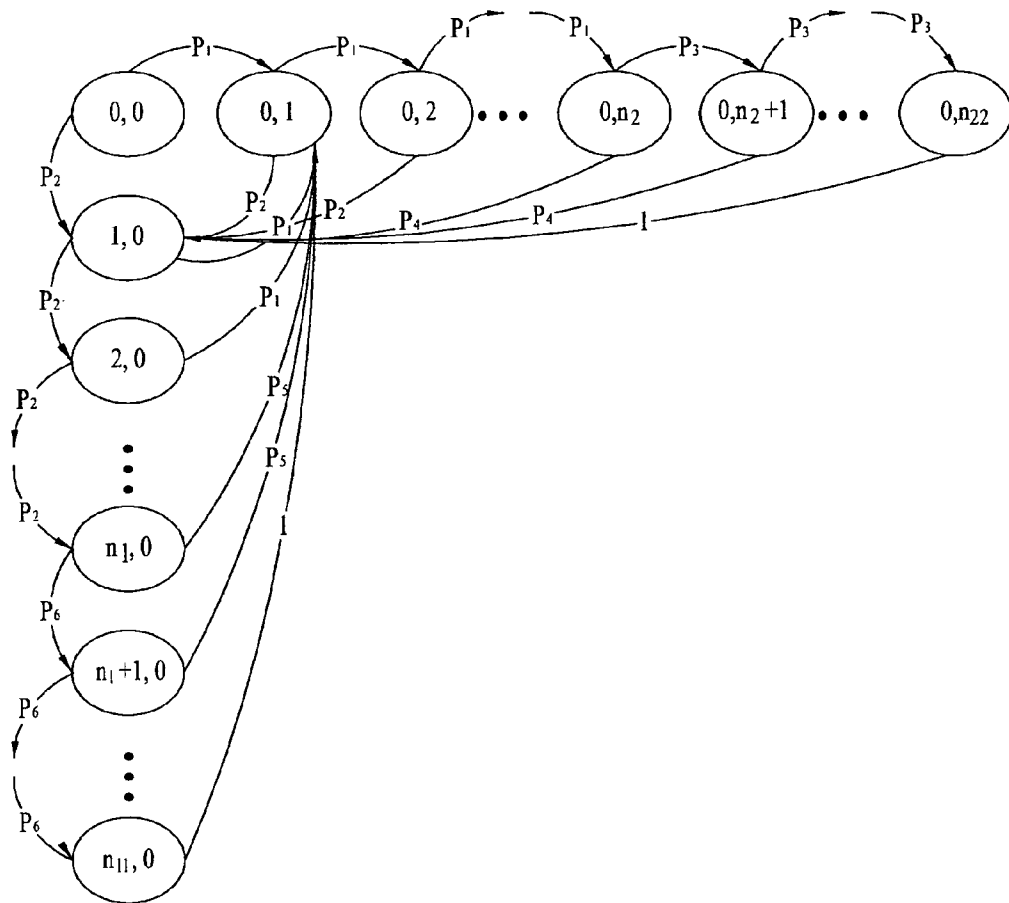 P₁ P₁ P₁ P₁ P₃ P₃ P₃
0, 0 0, 1 0, 2 • • • 0,n₂ 0,n₂+1 • • • 0,n₂₂
P₂ P₂ P₁ P₂ P₄ P₄ 1
1, 0
P₂ P₁
2, 0
P₂ P₅
P₅
P₂ 1
n₁, 0
P₆
n₁+1, 0
P₆
P₆
n₁₁, 0